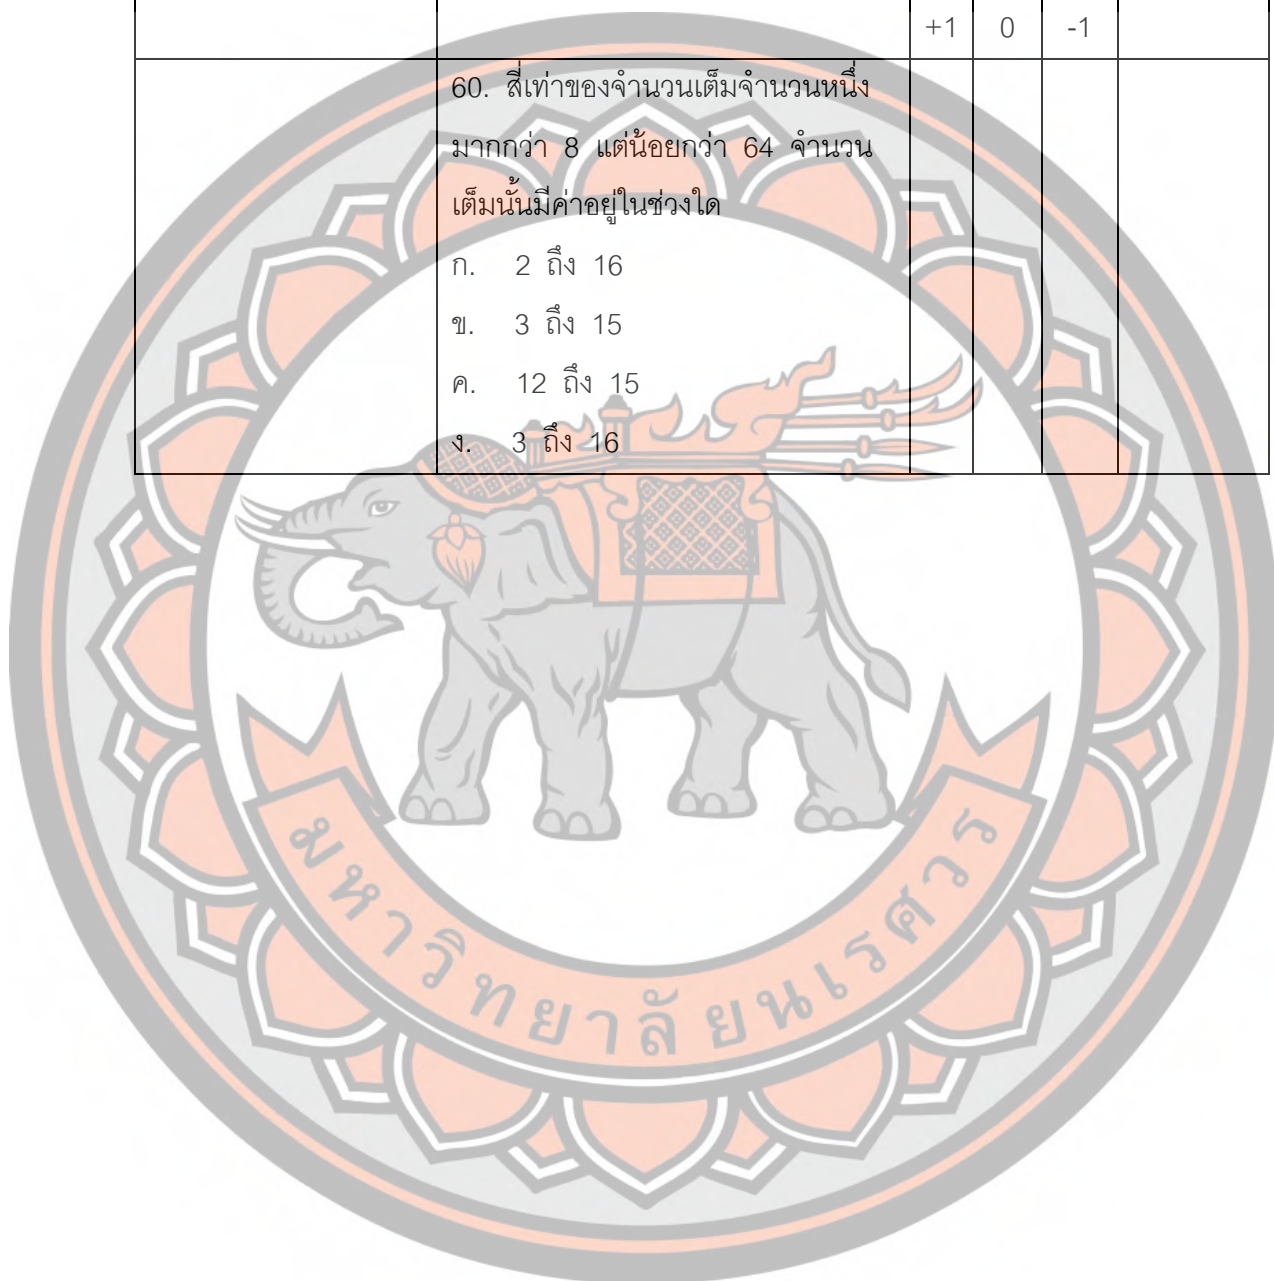 +1 0 -1
60. สี่เท่าของจำนวนเต็มจำนวนหนึ่ง
มากกว่า 8 แต่น้อยกว่า 64 จำนวน
เต็มนั้นมีค่าอยู่ในช่วงใด
ก. 2 ถึง 16
ข. 3 ถึง 15
ค. 12 ถึง 15
ง. 3 ถึง 16
มหาวิทยาลัยนเรศวร